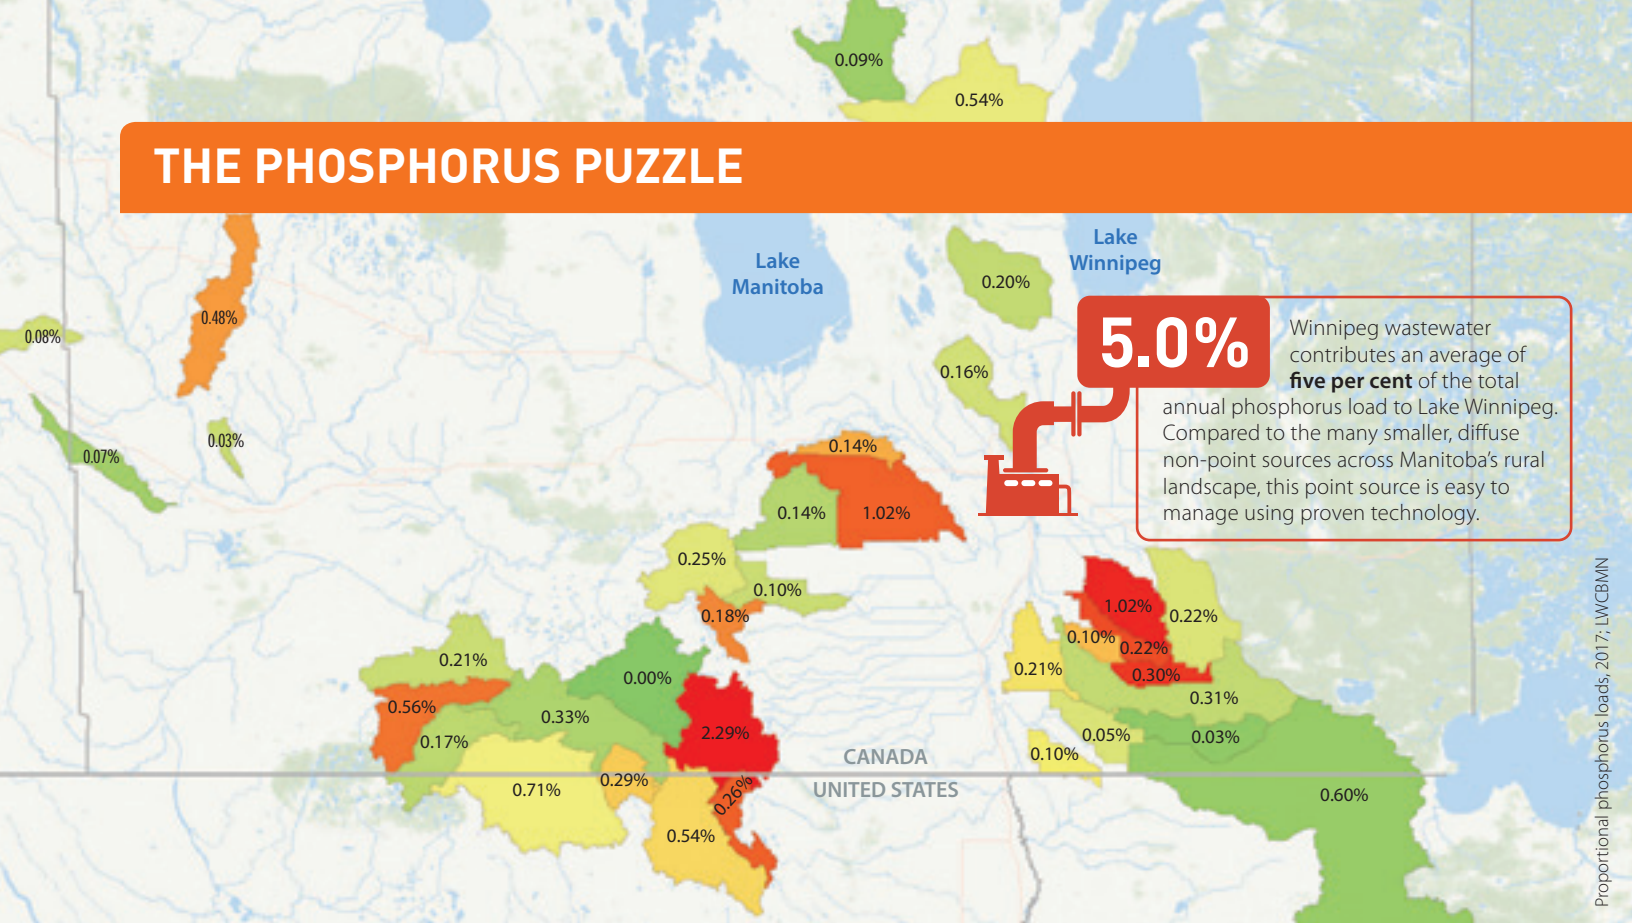 0.09%
0.54%
THE PHOSPHORUS PUZZLE
Lake
Manitoba
Lake
Winnipeg
0.20%
0.48%
0.08%
0.16%
0.03%
0.07%
5.0%
Winnipeg wastewater
contributes an average of
five per cent of the total
annual phosphorus load to Lake Winnipeg.
Compared to the many smaller, diffuse
non-point sources across Manitoba's rural
landscape, this point source is easy to
manage using proven technology.
0.14%
0.14%
1.02%
0.25%
0.10%
0.18%
0.21%
0.00%
0.56%
0.33%
0.17%
2.29%
0.71%
0.29%
0.26%
0.54%
1.02%
0.22%
0.10%
0.22%
0.21%
0.30%
0.31%
0.05%
0.03%
0.10%
0.60%
CANADA
UNITED STATES
Proportional phosphorus loads, 2017; LWCBMN